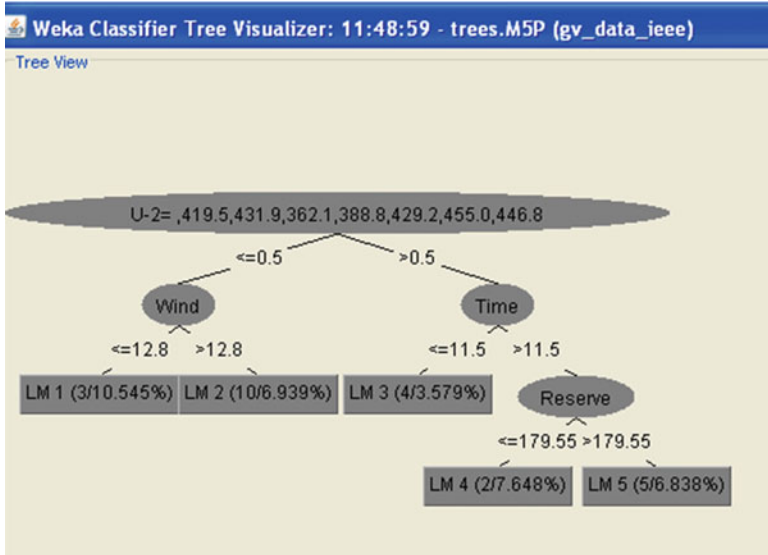 Weka Classifier Tree Visualizer: 11:48:59 - trees.M5P (gv_data_ieee)
Tree View
U-2= ,419.5,431.9,362.1,388.8,429.2,455.0,446.8
<=0.5 >0.5
Wind Time
<=12.8 >12.8 <=11.5 >11.5
LM 1 (3/10.545%) LM 2 (10/6.939%) LM 3 (4/3.579%) Reserve
<=179.55 >179.55
LM 4 (2/7.648%) LM 5 (5/6.838%)